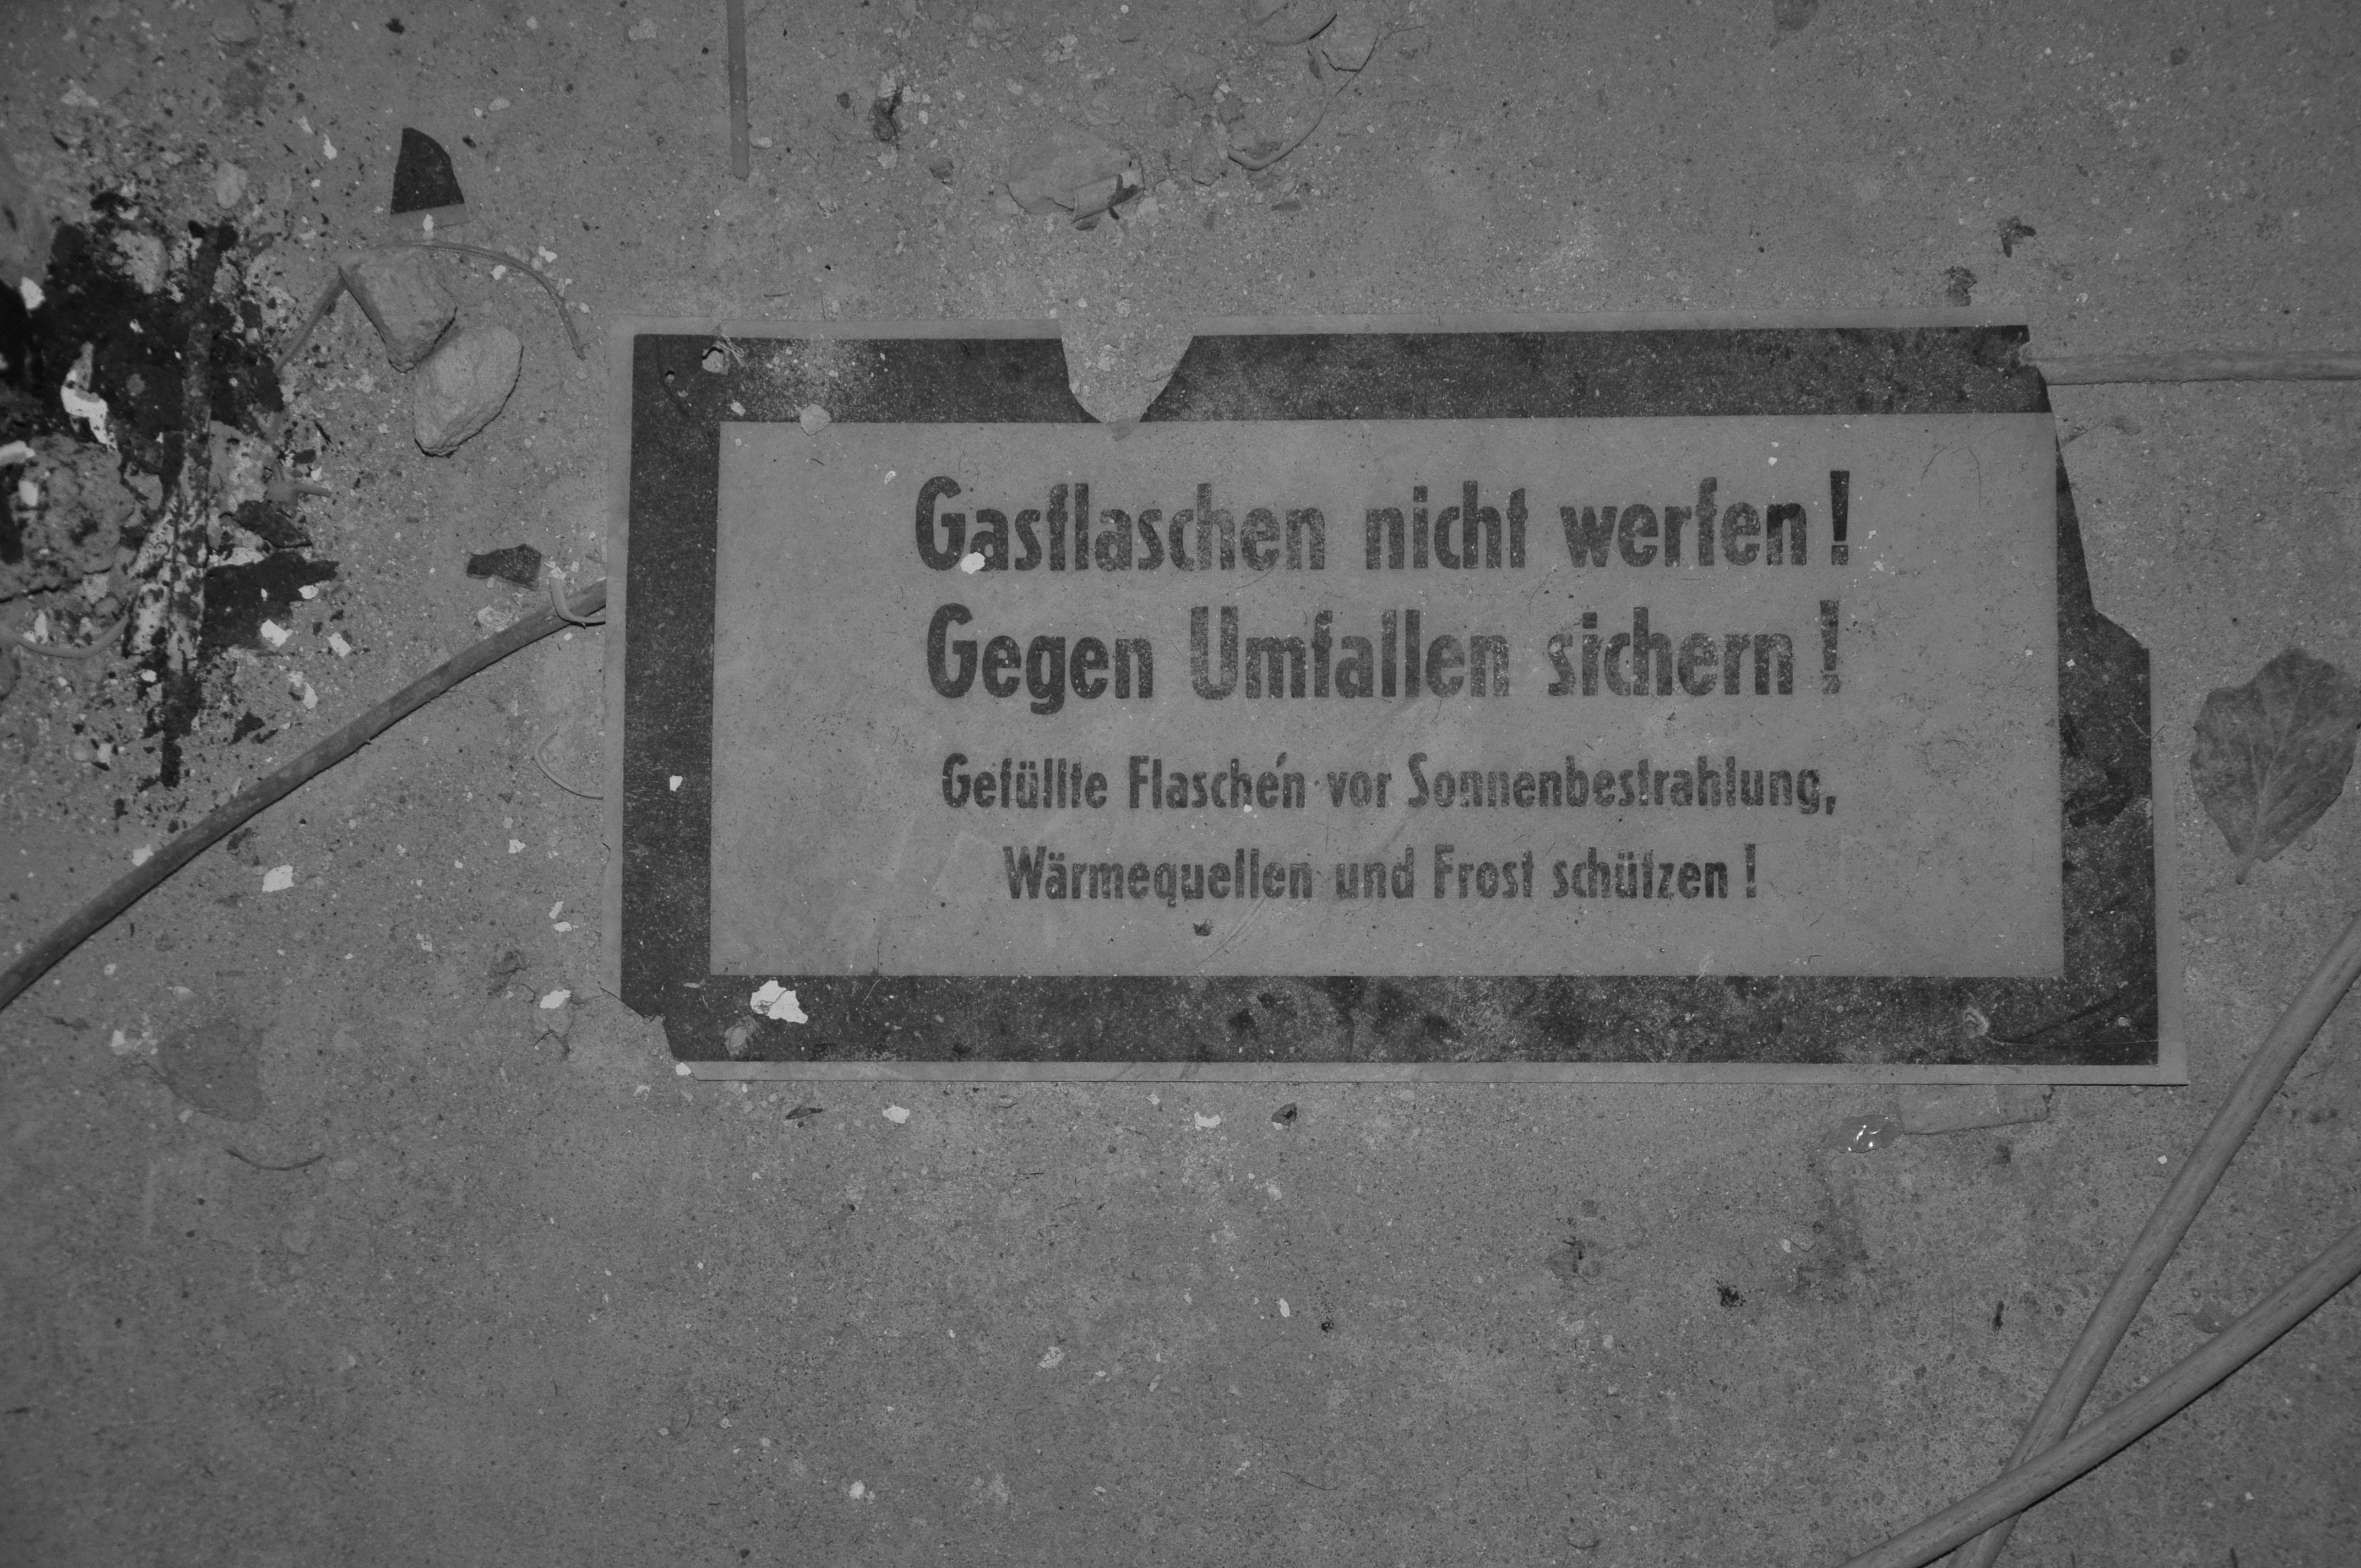 Gasflaschen nicht werfen!
Gegen Umfallen sichern!
Gefüllte Flaschen vor Sonnenbestrahlung,
Wärmequellen und Frost schützen!